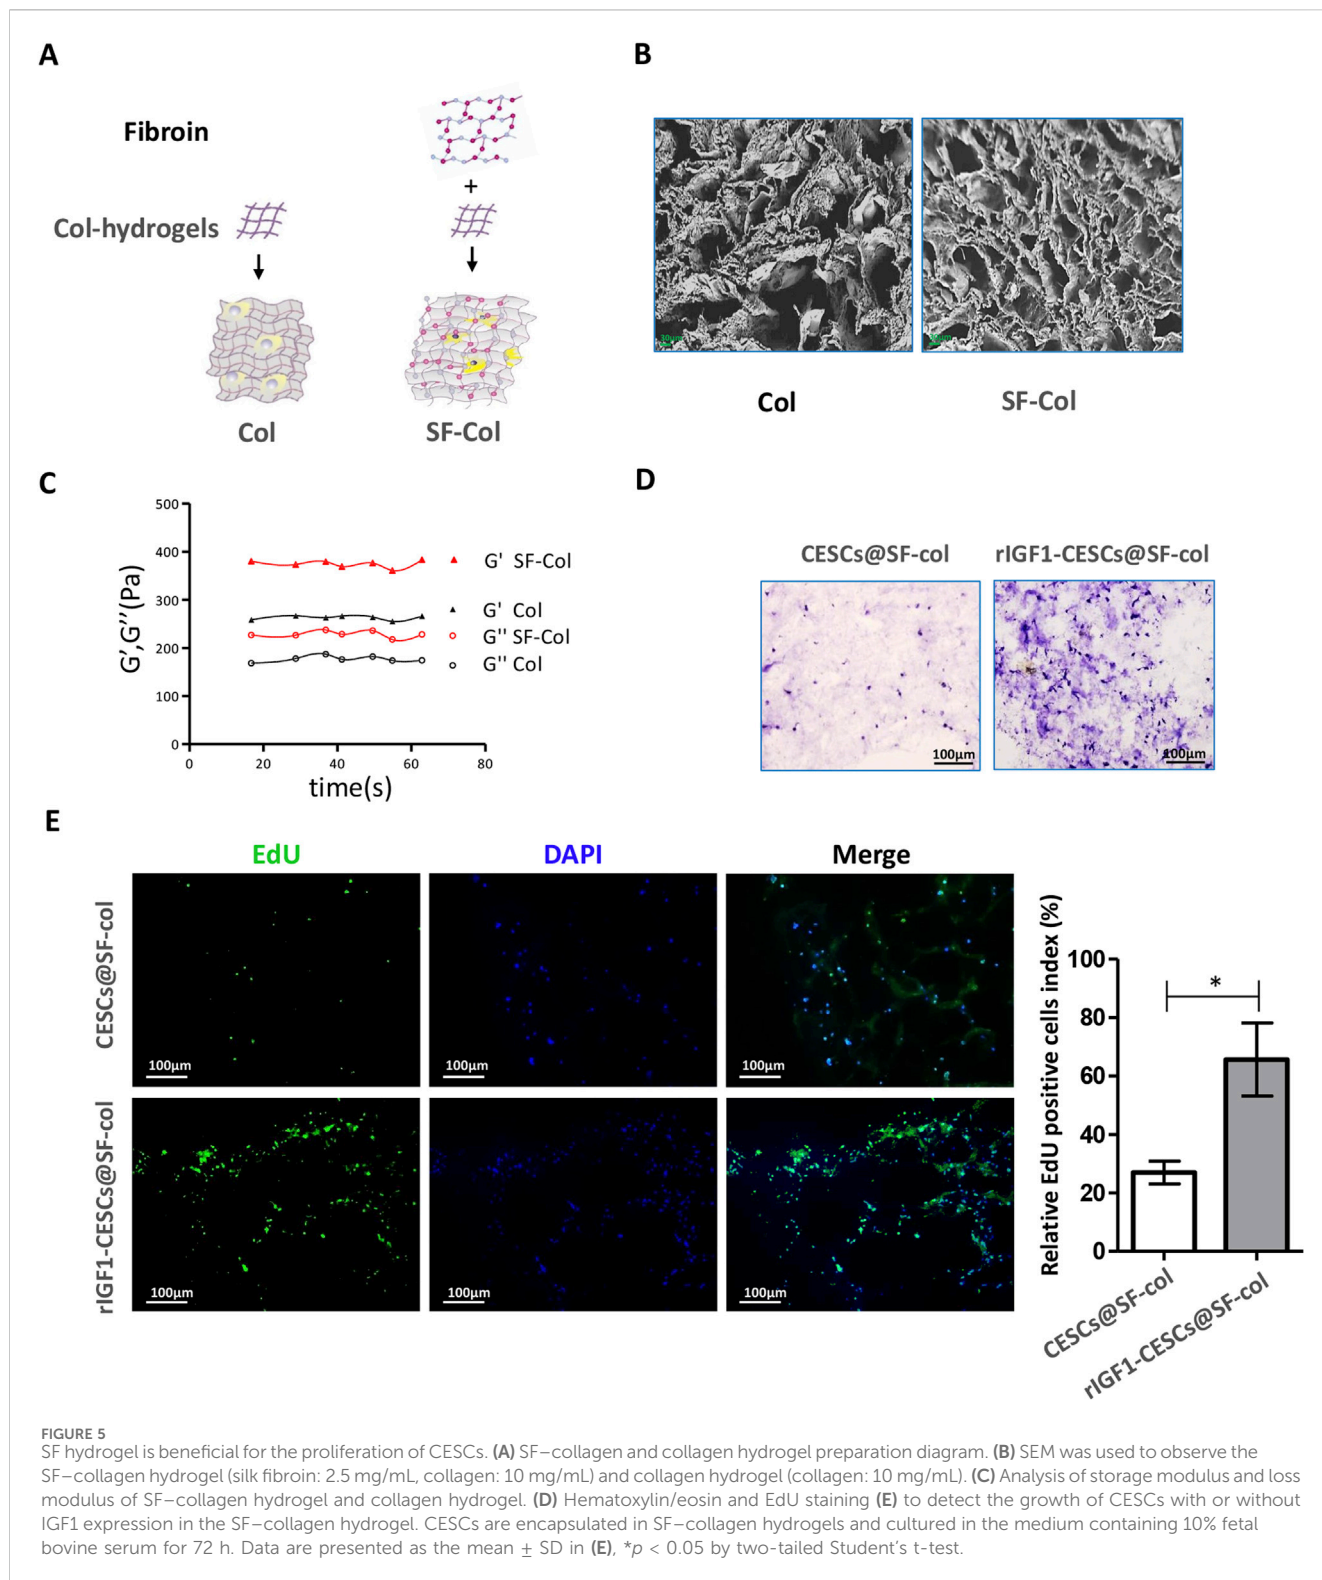 A
Fibroin
+
Col-hydrogels
Col
SF-Col
B
30µm
Col
SF-Col
C
500
400
300
200
100
0
0
20
40
60
80
G',G''(Pa)
time(s)
G' SF-Col
G' Col
G'' SF-Col
G'' Col
D
CESCs@SF-col
rIGF1-CESCs@SF-col
100µm
100µm
E
EdU
DAPI
Merge
CESCs@SF-col
100µm
100µm
100µm
rIGF1-CESCs@SF-col
100µm
100µm
100µm
Relative EdU positive cells index (%)
100
80
60
40
20
0
*
CESCs@SF-col
rIGF1-CESCs@SF-col
FIGURE 5
SF hydrogel is beneficial for the proliferation of CESCs. (A) SF–collagen and collagen hydrogel preparation diagram. (B) SEM was used to observe the
SF–collagen hydrogel (silk fibroin: 2.5 mg/mL, collagen: 10 mg/mL) and collagen hydrogel (collagen: 10 mg/mL). (C) Analysis of storage modulus and loss
modulus of SF–collagen hydrogel and collagen hydrogel. (D) Hematoxylin/eosin and EdU staining (E) to detect the growth of CESCs with or without
IGF1 expression in the SF–collagen hydrogel. CESCs are encapsulated in SF–collagen hydrogels and cultured in the medium containing 10% fetal
bovine serum for 72 h. Data are presented as the mean ± SD in (E), *p < 0.05 by two-tailed Student's t-test.